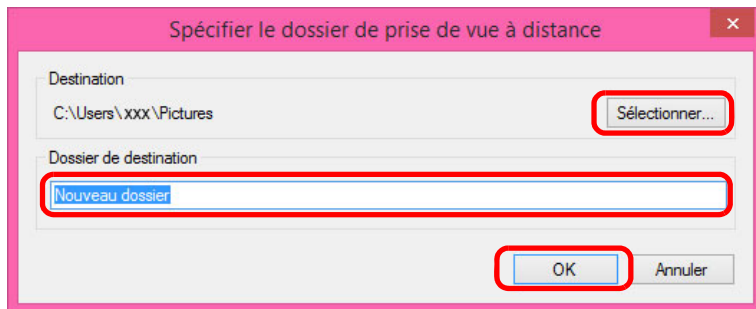 Spécifier le dossier de prise de vue à distance
Destination
C:\Users\xxx\Pictures
Sélectionner...
Dossier de destination
Nouveau dossier
OK
Annuler